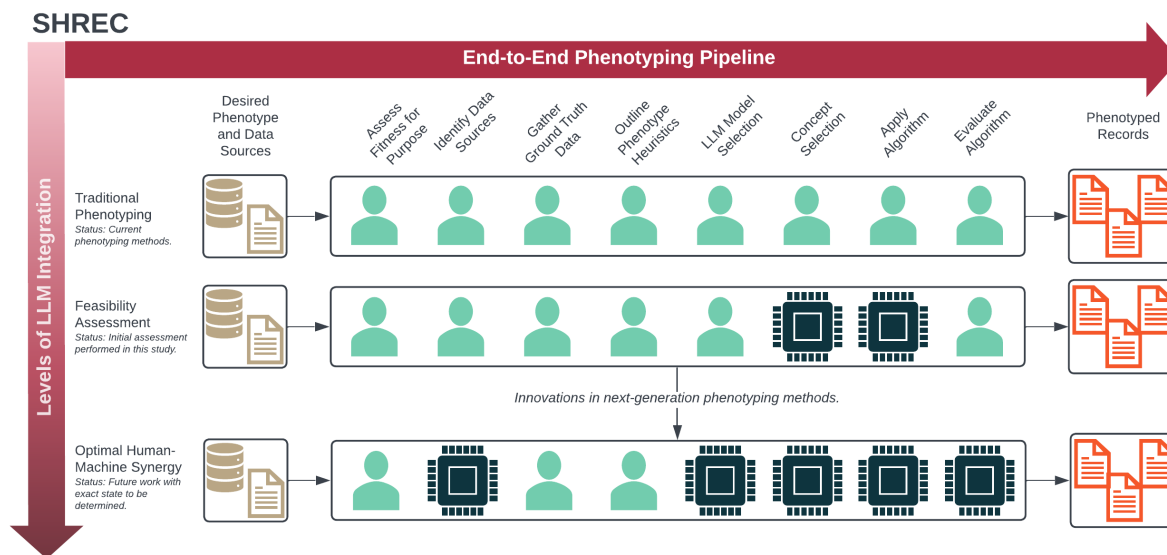 SHREC
End-to-End Phenotyping Pipeline
Levels of LLM Integration
Desired
Phenotype
and Data
Sources
Assess
Fitness for
Purpose
Identify Data
Sources
Gather
Ground Truth
Data
Outline
Phenotype
Heuristics
LLM Model
Selection
Concept
Selection
Apply
Algorithm
Evaluate
Algorithm
Phenotyped
Records
Traditional
Phenotyping
Status: Current
phenotyping methods.
Feasibility
Assessment
Status: Initial assessment
performed in this study.
Innovations in next-generation phenotyping methods.
Optimal Human-
Machine Synergy
Status: Future work with
exact state to be
determined.